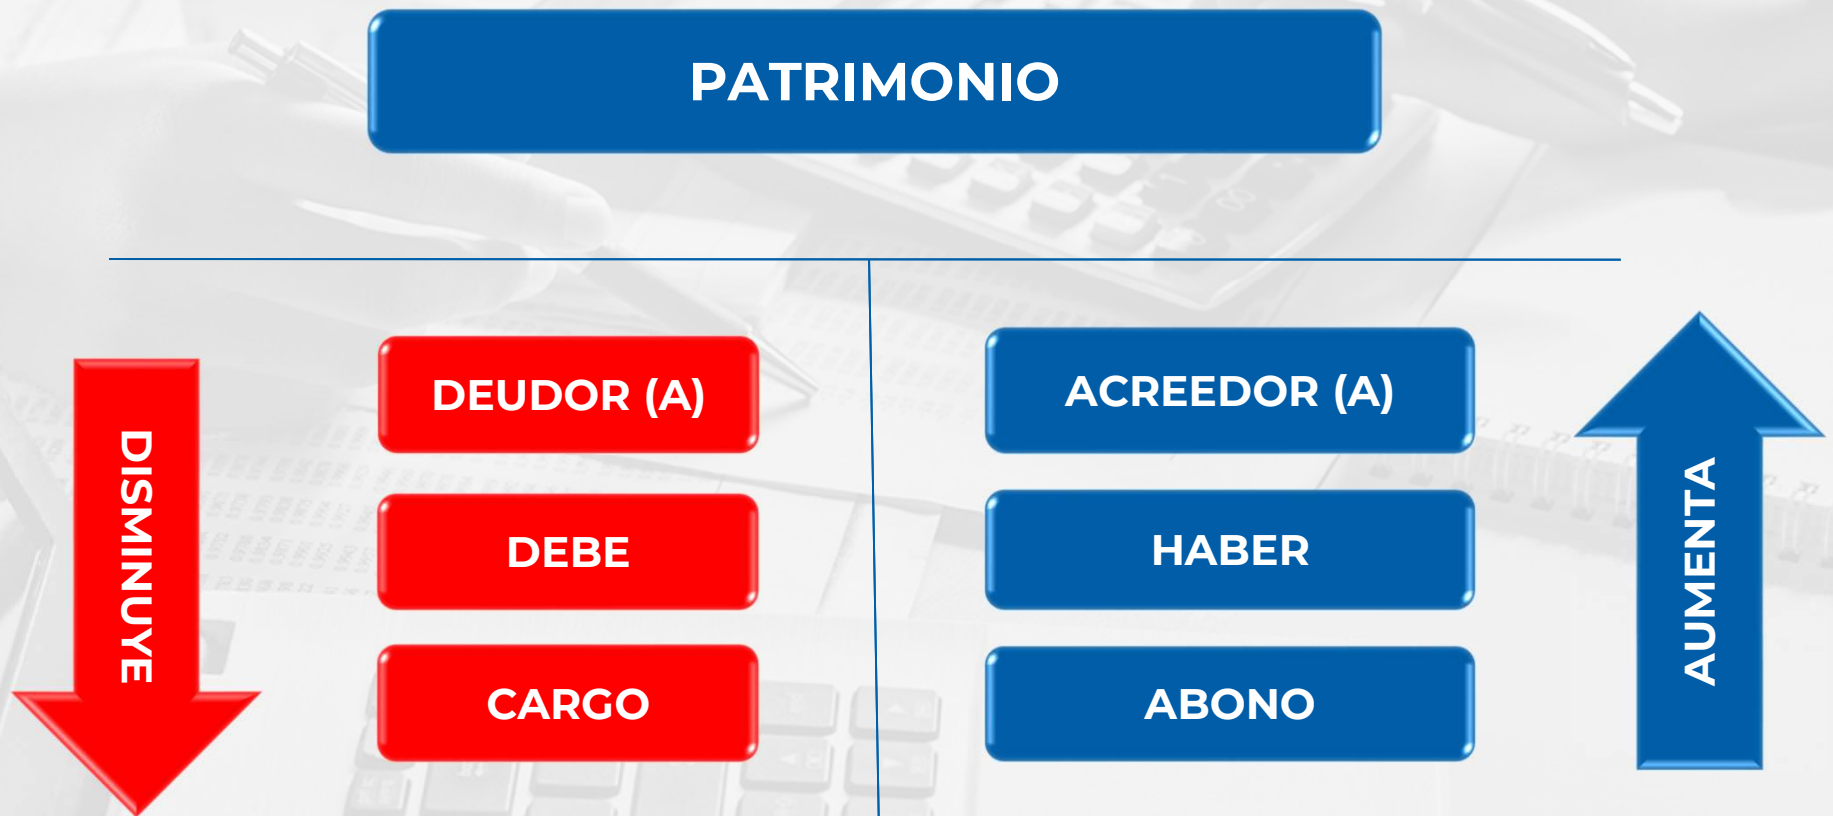 PATRIMONIO
DEUDOR (A)
ACREEDOR (A)
DISMINUYE
DEBE
HABER
AUMENTA
CARGO
ABONO